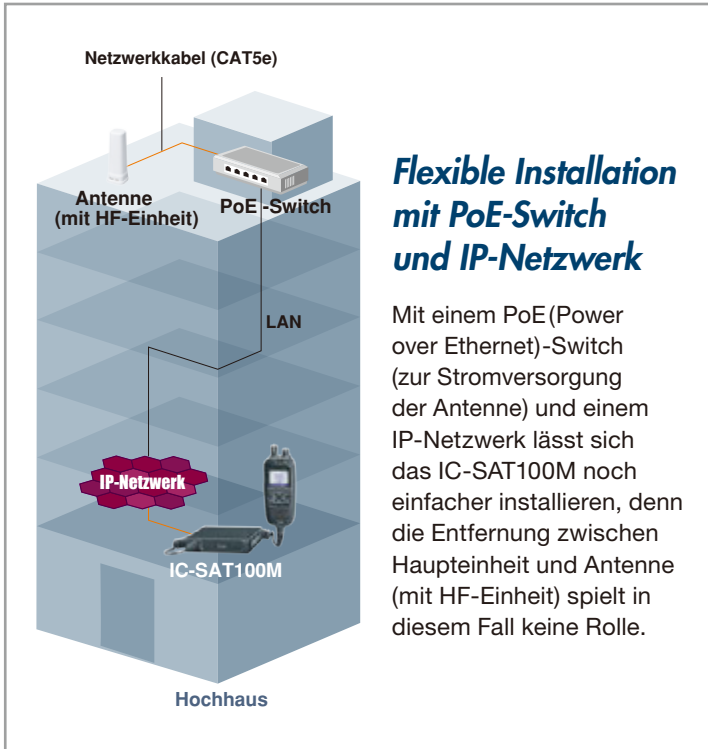 Netzwerkkabel (CAT5e)
Antenne
(mit HF-Einheit)
PoE -Switch
LAN
IP-Netzwerk
IC-SAT100M
Hochhaus
Flexible Installation
mit PoE-Switch
und IP-Netzwerk
Mit einem PoE (Power
over Ethernet)-Switch
(zur Stromversorgung
der Antenne) und einem
IP-Netzwerk lässt sich
das IC-SAT100M noch
einfacher installieren, denn
die Entfernung zwischen
Haupteinheit und Antenne
(mit HF-Einheit) spielt in
diesem Fall keine Rolle.